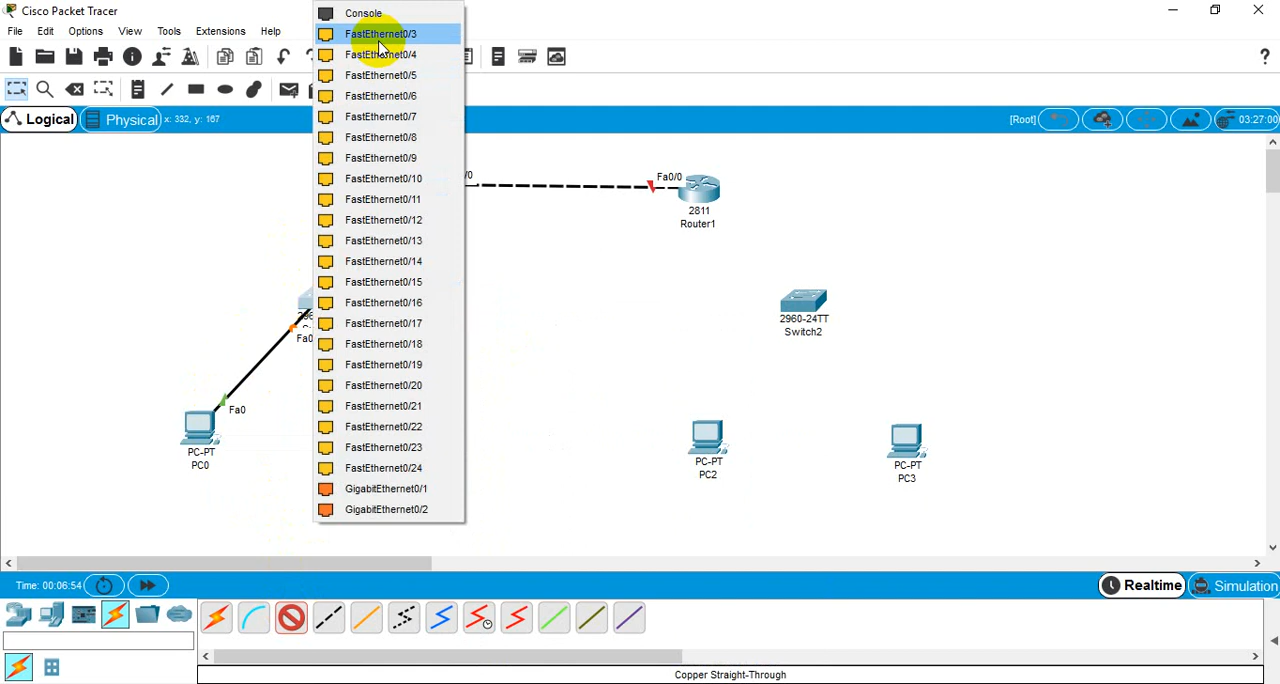 Cisco Packet Tracer
File Edit Options View Tools Extensions Help
?
Logical
Physical
x: 332, y: 167
[Root]
03:27:00
Console
FastEthernet0/3
FastEthernet0/4
FastEthernet0/5
FastEthernet0/6
FastEthernet0/7
FastEthernet0/8
FastEthernet0/9
FastEthernet0/10
FastEthernet0/11
FastEthernet0/12
FastEthernet0/13
FastEthernet0/14
FastEthernet0/15
FastEthernet0/16
FastEthernet0/17
FastEthernet0/18
FastEthernet0/19
FastEthernet0/20
FastEthernet0/21
FastEthernet0/22
FastEthernet0/23
FastEthernet0/24
GigabitEthernet0/1
GigabitEthernet0/2
/0
Fa0/0
2811
Router1
2960-24TT
Switch2
Fa0
PC-PT
PC0
PC-PT
PC2
PC-PT
PC3
Time: 00:06:54
Realtime
Simulation
Copper Straight-Through